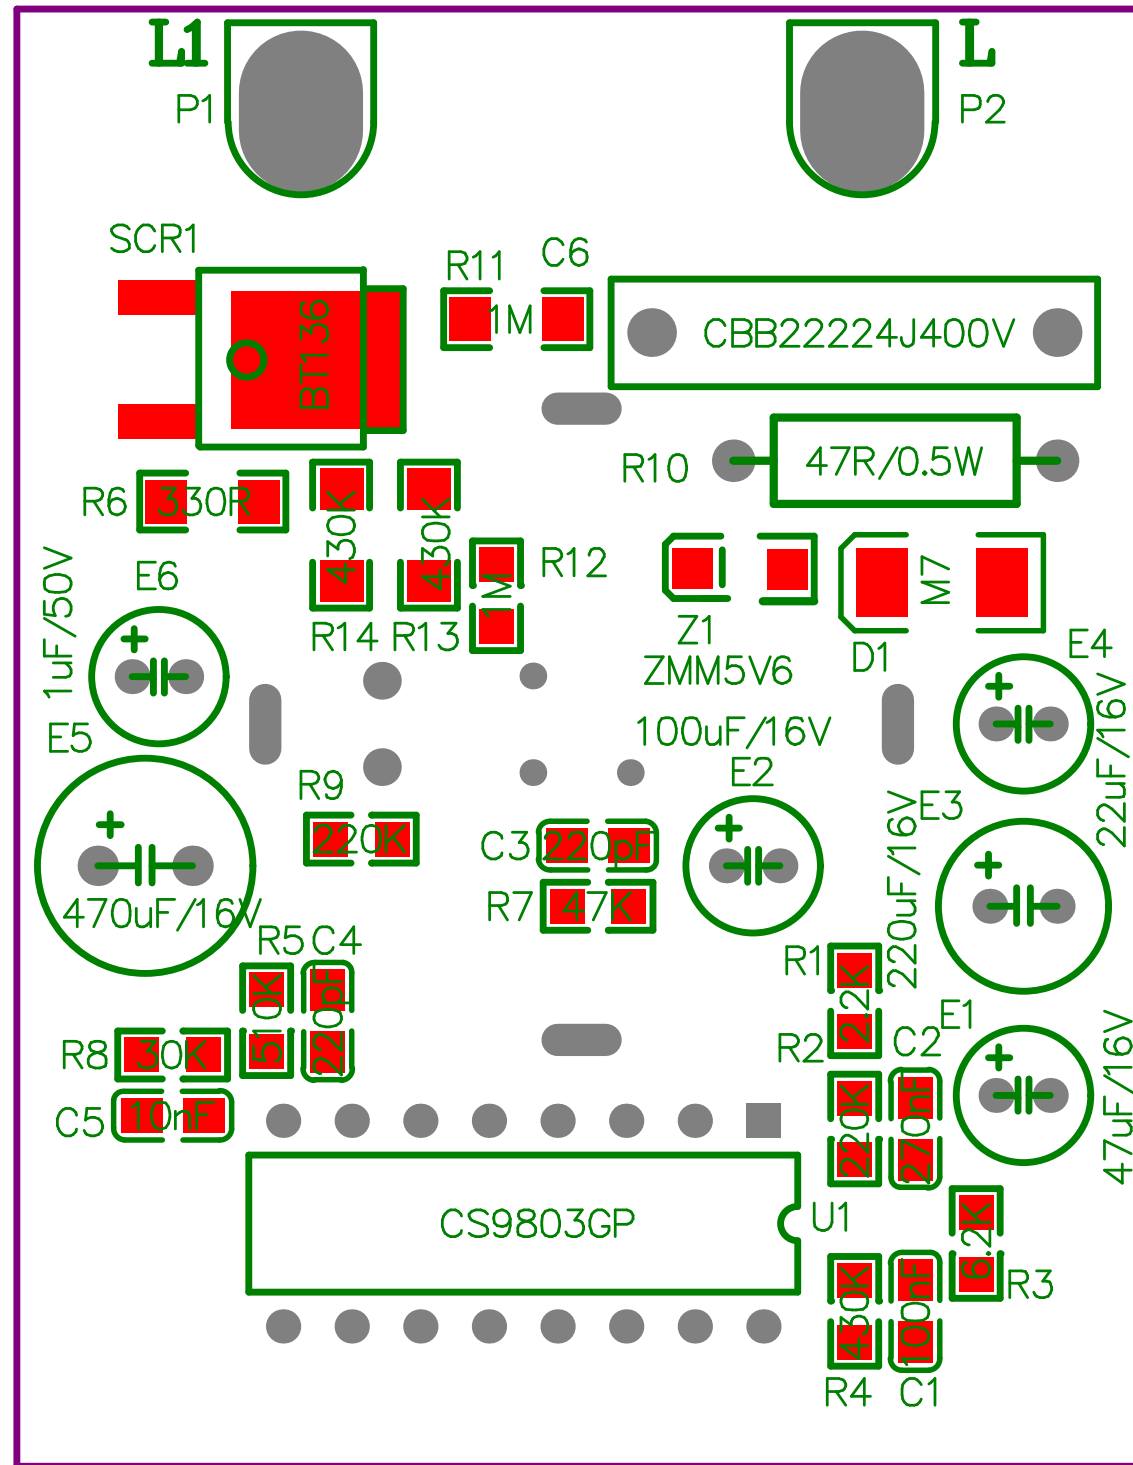 L1
L
P1
P2
SCR1
R11
C6
1M
CBB22224J400V
BT136
R10
47R/0.5W
R6
330R
430K
430K
R12
1M
E6
1uF/50V
R14
R13
Z1
ZMM5V6
M7
D1
E4
22uF/16V
E5
470uF/16V
100uF/16V
E2
R9
220K
C3
220pF
R7
47K
E3
220uF/16V
R5
C4
510K
220pF
R1
2.2K
R8
30K
R2
C2
E1
47uF/16V
C5
10nF
220K
270nF
CS9803GP
U1
6.2K
R3
430K
100nF
R4
C1